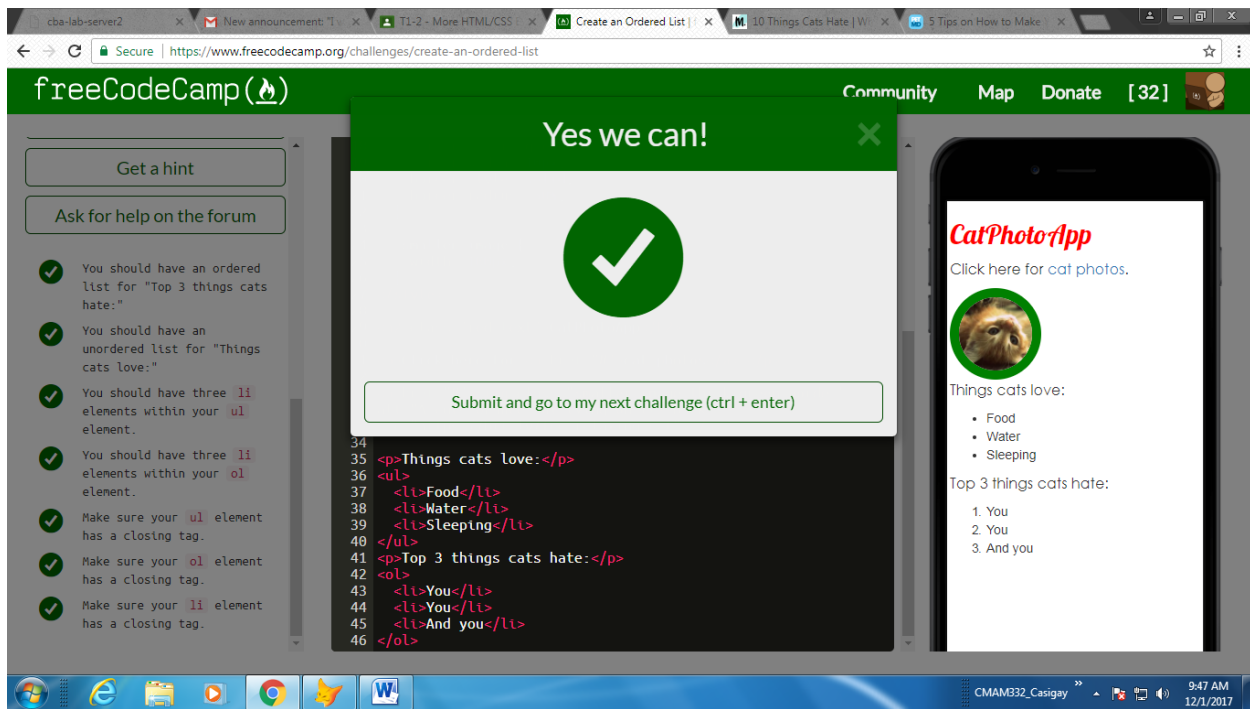 cba-lab-server2
New announcement: "I
T1-2 - More HTML/CSS
Create an Ordered List |
10 Things Cats Hate | W
5 Tips on How to Make
Secure | https://www.freecodecamp.org/challenges/create-an-ordered-list
freeCodeCamp
Community
Map
Donate
[ 32 ]
Get a hint
Ask for help on the forum
You should have an ordered
list for "Top 3 things cats
hate:"
You should have an
unordered list for "Things
cats love:"
You should have three li
elements within your ul
element.
You should have three li
elements within your ol
element.
Make sure your ul element
has a closing tag.
Make sure your ol element
has a closing tag.
Make sure your li element
has a closing tag.
Yes we can!
Submit and go to my next challenge (ctrl + enter)
34
35 <p>Things cats love:</p>
36 <ul>
37 <li>Food</li>
38 <li>Water</li>
39 <li>Sleeping</li>
40 </ul>
41 <p>Top 3 things cats hate:</p>
42 <ol>
43 <li>You</li>
44 <li>You</li>
45 <li>And you</li>
46 </ol>
CatPhotoApp
Click here for cat photos.
Things cats love:
• Food
• Water
• Sleeping
Top 3 things cats hate:
1. You
2. You
3. And you
CMAM332_Casigay
9:47 AM
12/1/2017